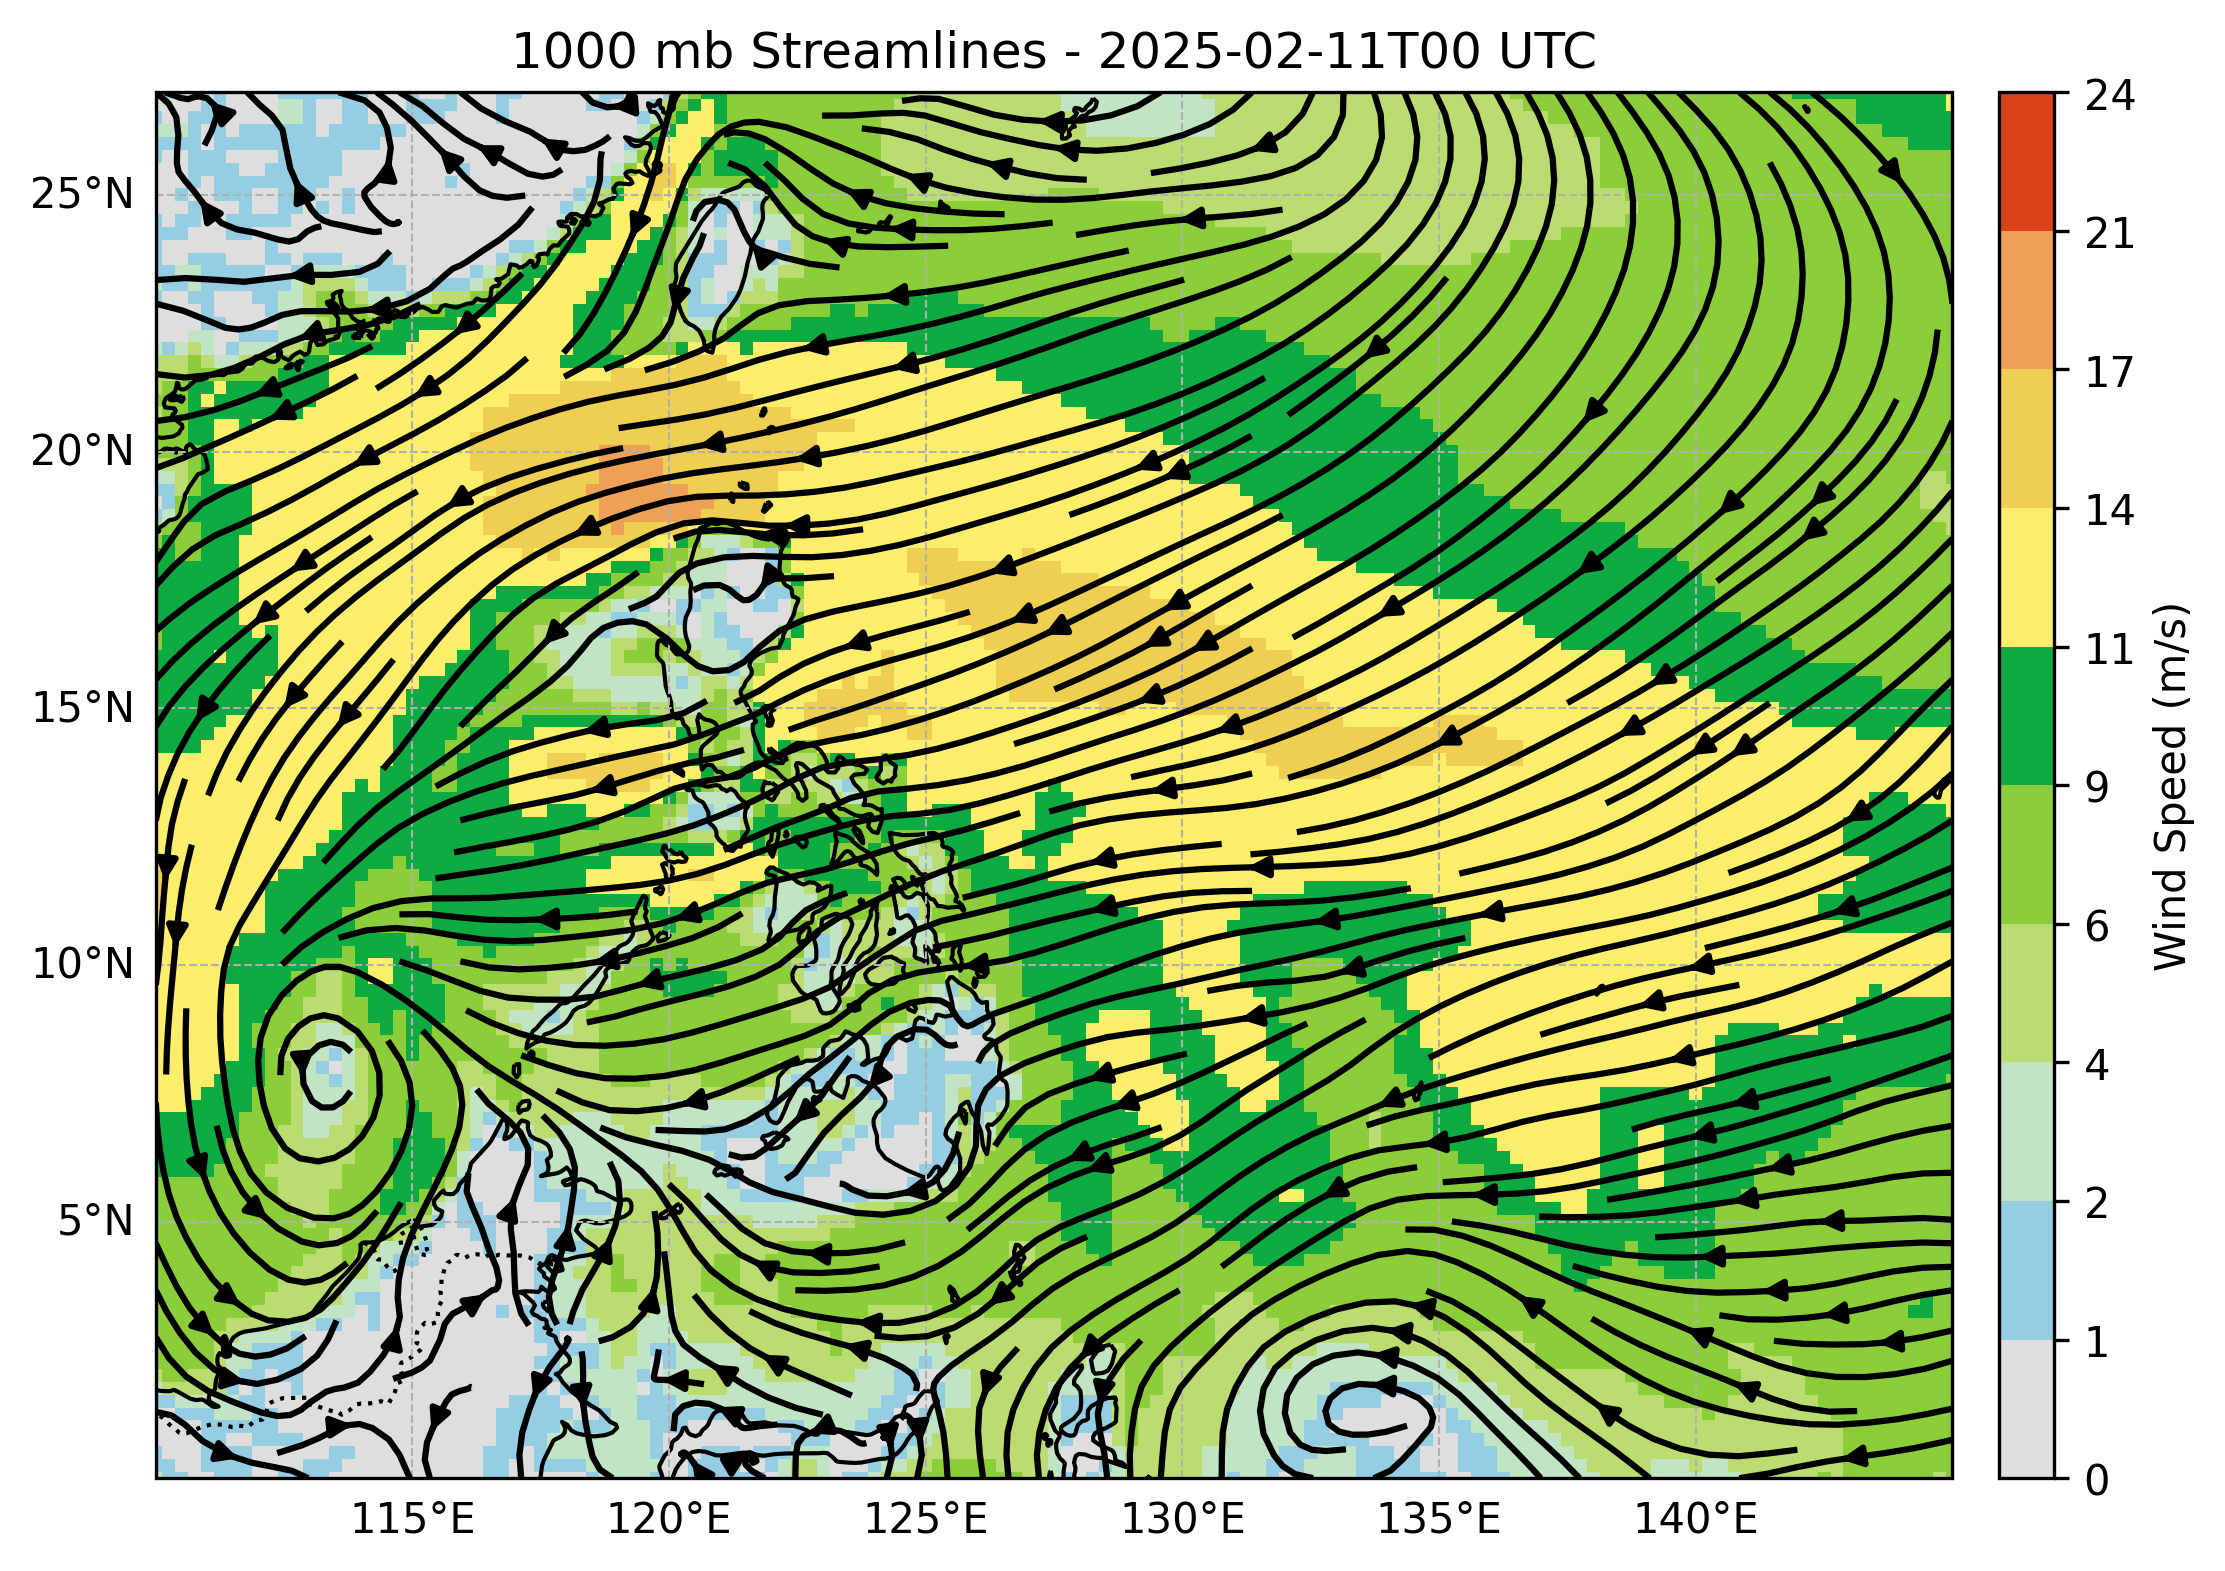 1000 mb Streamlines - 2025-02-11T00 UTC
25°N
20°N
15°N
10°N
5°N
115°E
120°E
125°E
130°E
135°E
140°E
24
21
17
14
11
9
6
4
2
1
0
Wind Speed (m/s)